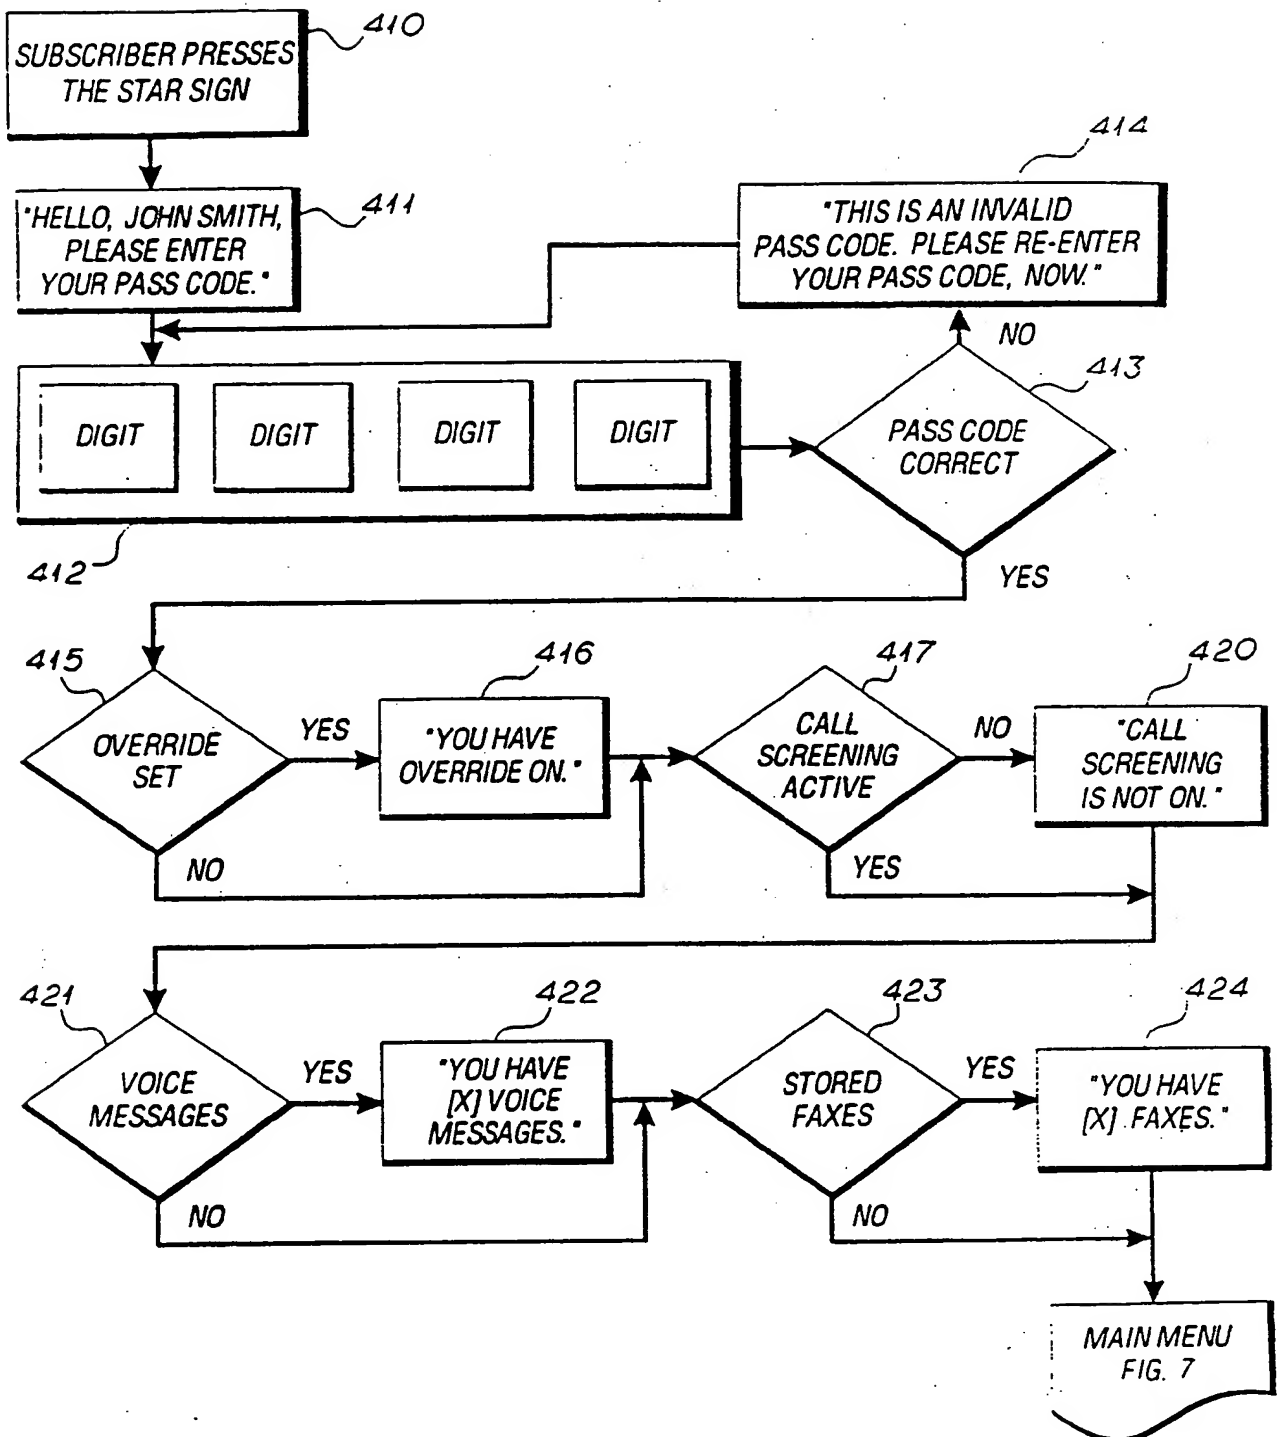 410
SUBSCRIBER PRESSES
THE STAR SIGN
414
"HELLO, JOHN SMITH,
PLEASE ENTER
YOUR PASS CODE."
411
"THIS IS AN INVALID
PASS CODE. PLEASE RE-ENTER
YOUR PASS CODE, NOW."
NO
413
DIGIT
DIGIT
DIGIT
DIGIT
PASS CODE
CORRECT
412
YES
415
416
417
420
OVERRIDE
SET
YES
"YOU HAVE
OVERRIDE ON."
CALL
SCREENING
ACTIVE
NO
"CALL
SCREENING
IS NOT ON."
NO
YES
421
422
423
424
VOICE
MESSAGES
YES
"YOU HAVE
[X] VOICE
MESSAGES."
STORED
FAXES
YES
"YOU HAVE
[X] FAXES."
NO
NO
MAIN MENU
FIG. 7